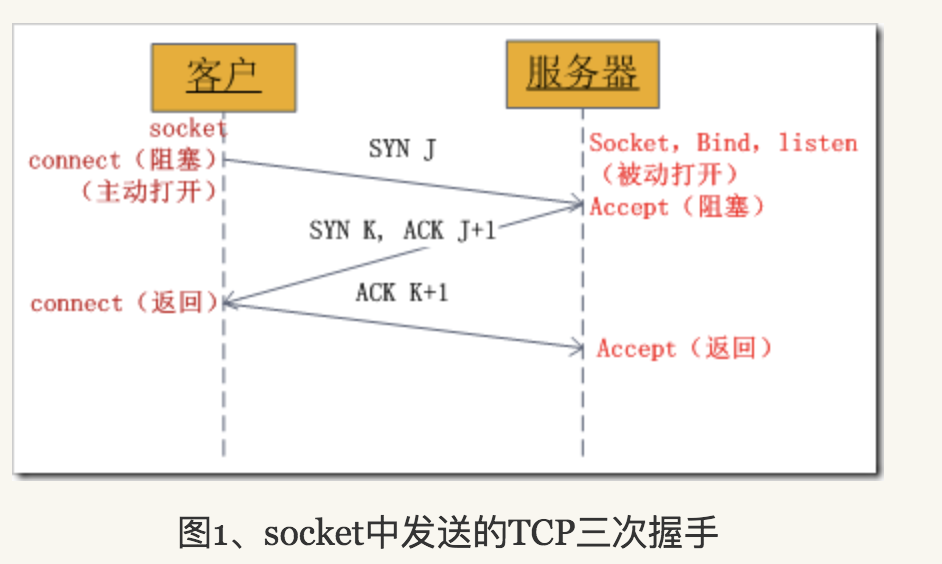 客户
服务器
socket
connect（阻塞）
（主动打开）
SYN J
Socket，Bind，listen
（被动打开）
Accept（阻塞）
SYN K, ACK J+1
connect（返回）
ACK K+1
Accept（返回）
图1、socket中发送的TCP三次握手